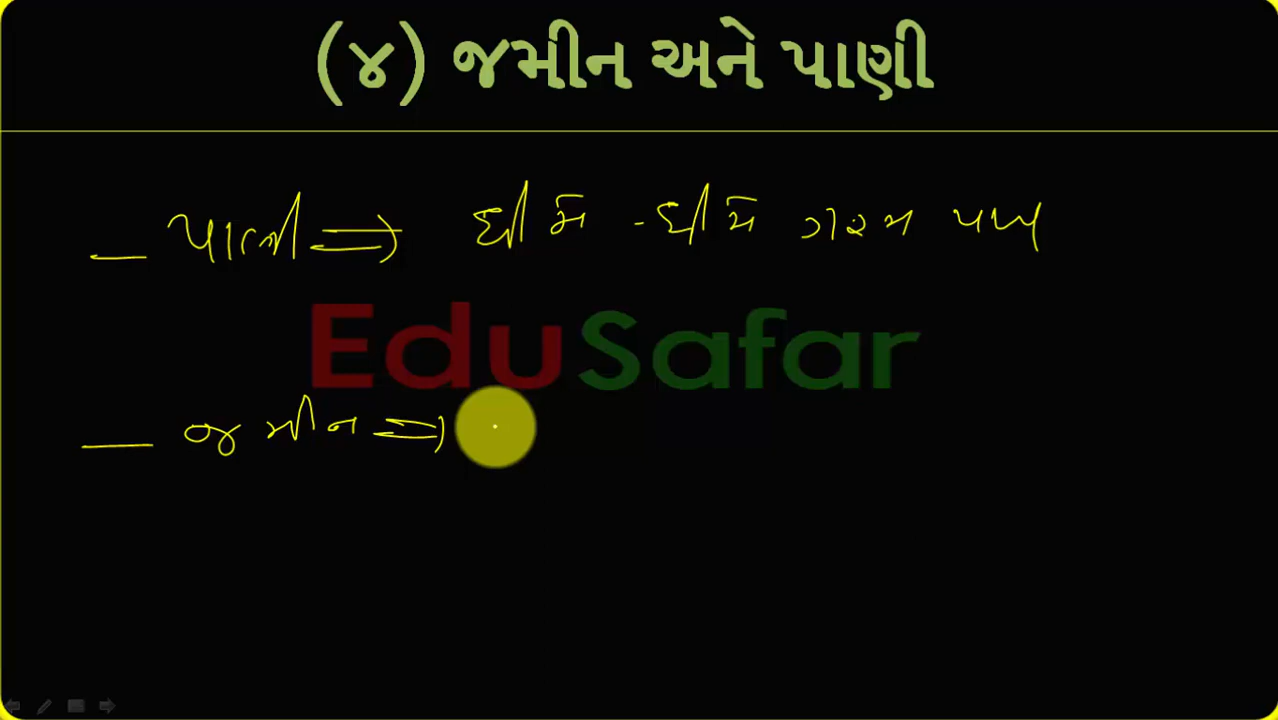 (૪) જમીન અને પાણી
— પાણી ⇒ ધીમે - ધીમે ગરમ થાય
EduSafar
— જમીન ⇒